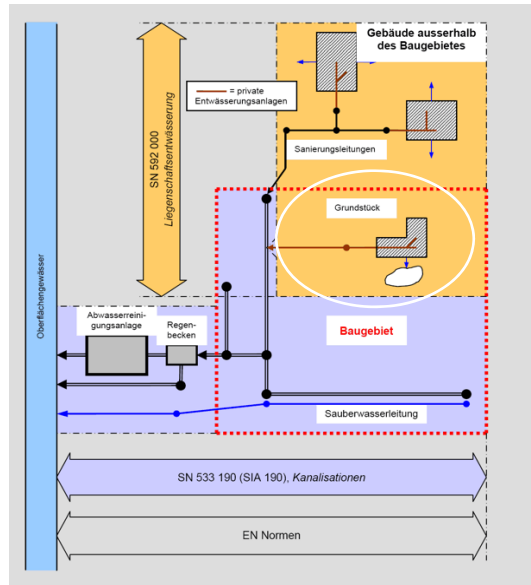 Gebäude ausserhalb
des Baugebietes
= private
Entwässerungsanlagen
SN 592 000
Liegenschaftsentwässerung
Sanierungsleitungen
Grundstück
Oberflächengewässer
Abwasserreini-
gungsanlage
Regen-
becken
Baugebiet
Sauberwasserleitung
SN 533 190 (SIA 190), Kanalisationen
EN Normen